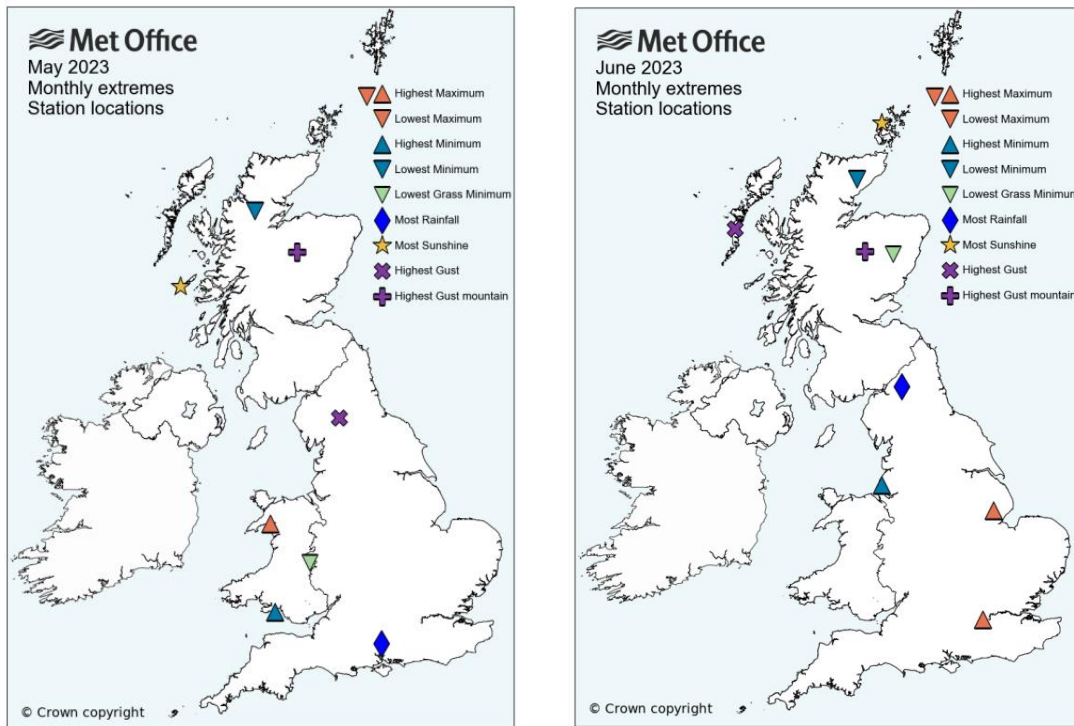 Met Office
May 2023
Monthly extremes
Station locations
Highest Maximum
Lowest Maximum
Highest Minimum
Lowest Minimum
Lowest Grass Minimum
Most Rainfall
Most Sunshine
Highest Gust
Highest Gust mountain
© Crown copyright
Met Office
June 2023
Monthly extremes
Station locations
Highest Maximum
Lowest Maximum
Highest Minimum
Lowest Minimum
Lowest Grass Minimum
Most Rainfall
Most Sunshine
Highest Gust
Highest Gust mountain
© Crown copyright